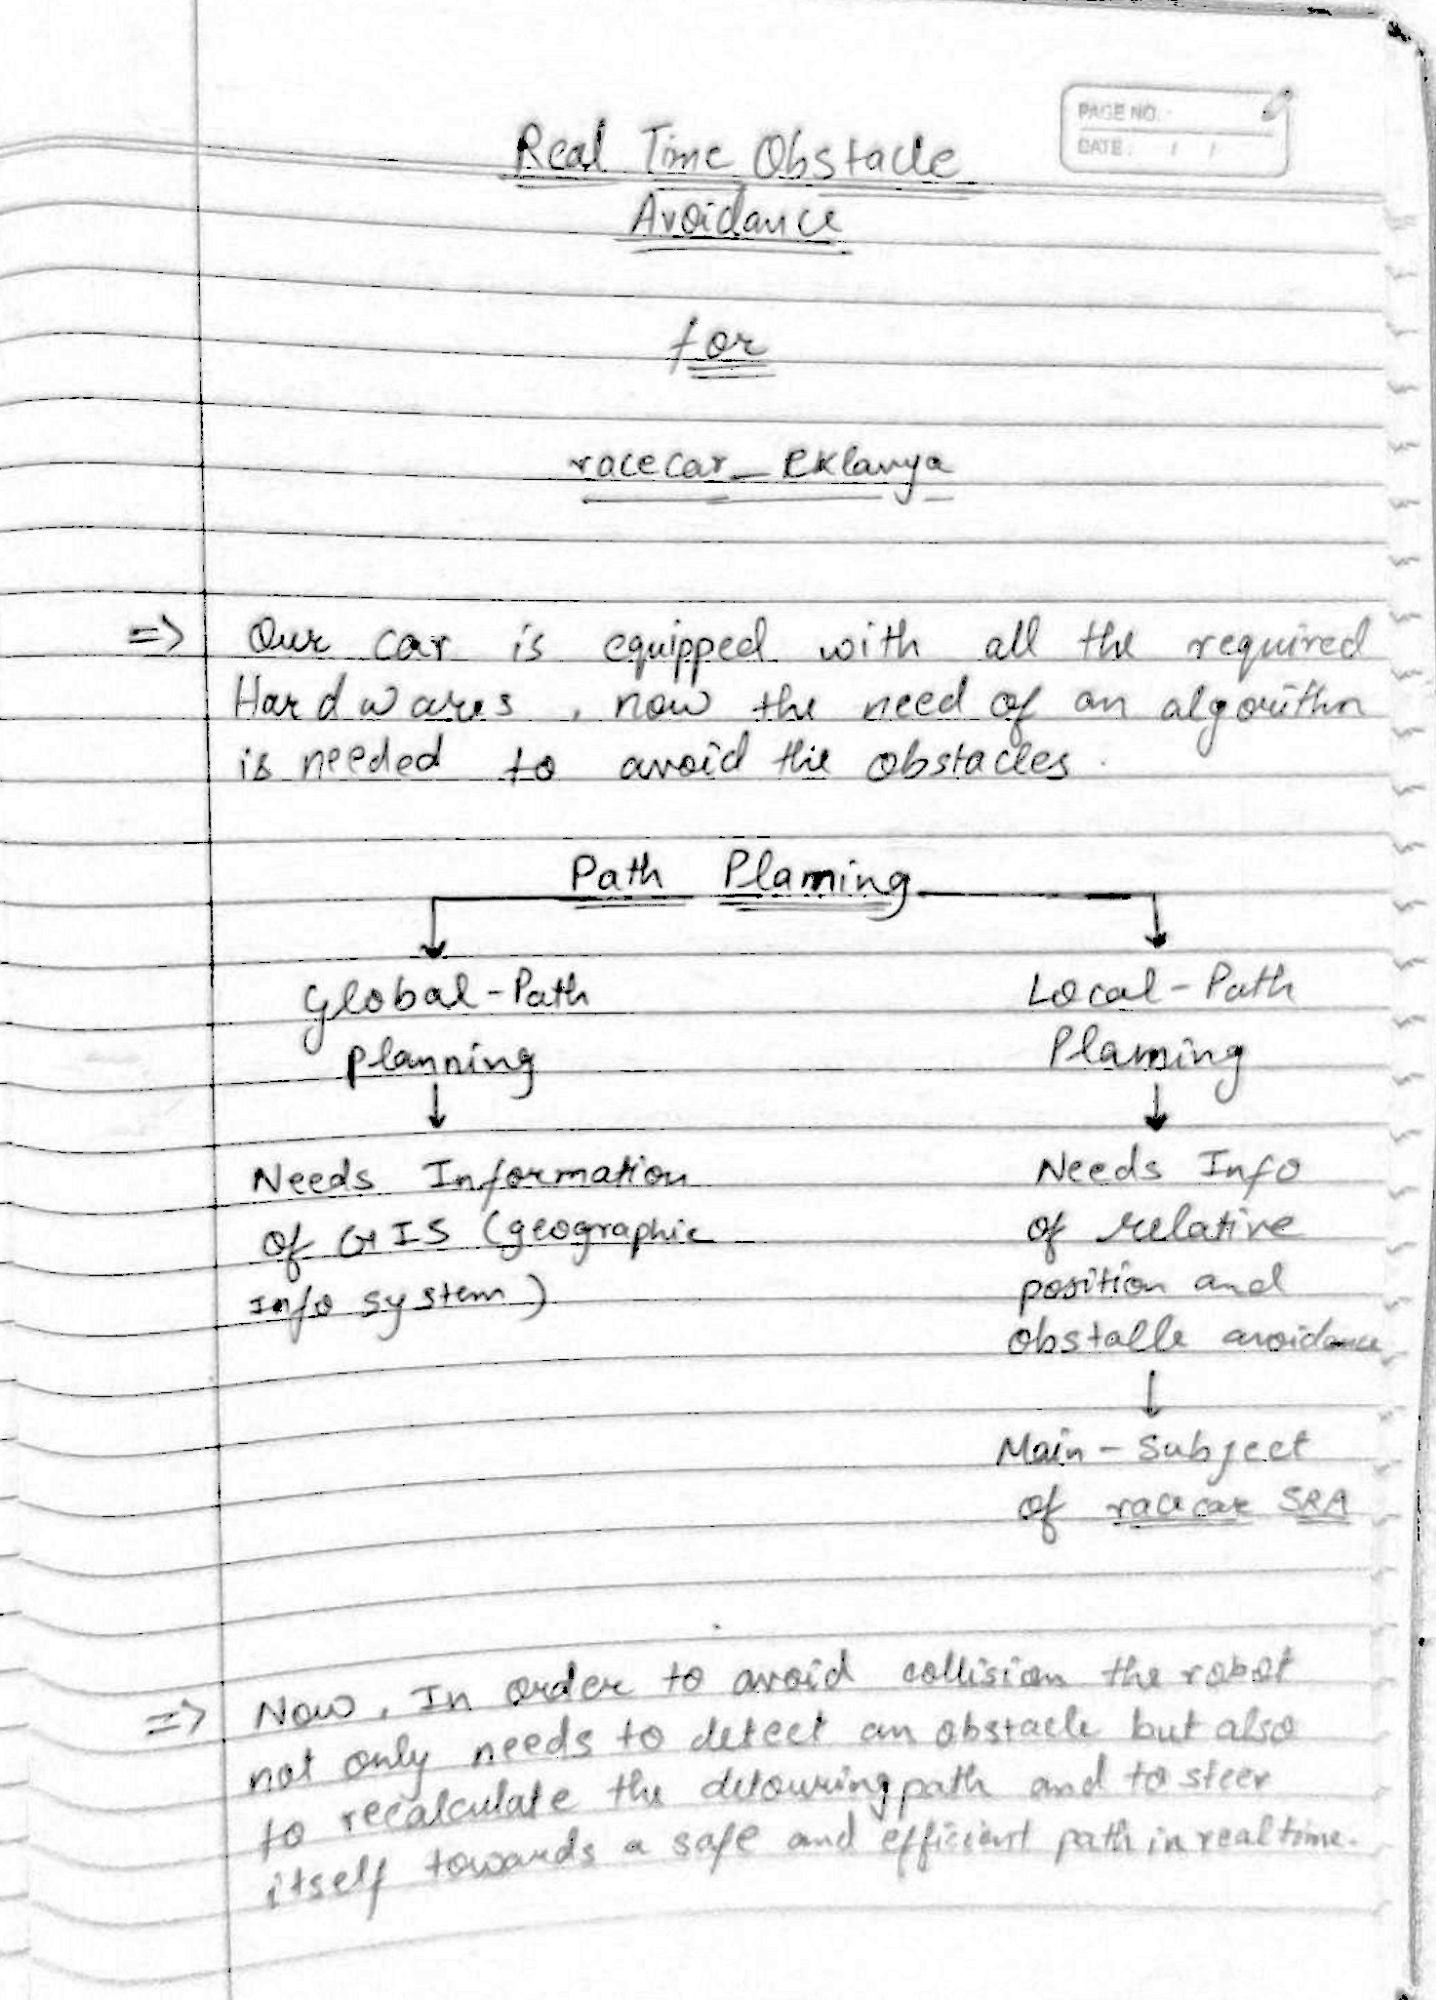 PAGE NO.
DATE: / /
Real Time Obstacle
Avoidance
for
racecar_eklavya
=> Our car is equipped with all the required
Hardwares, now the need of an algorithm
is needed to avoid the obstacles.
Path Planning
Global-Path Local-Path
planning Planning
Needs Information Needs Info
of GIS (geographic of relative
Info system) position and
obstacle avoidance
Main-Subject
of racecar SRA
=> Now, In order to avoid collision the robot
not only needs to detect an obstacle but also
to recalculate the detouring path and to steer
itself towards a safe and efficient path in real time.